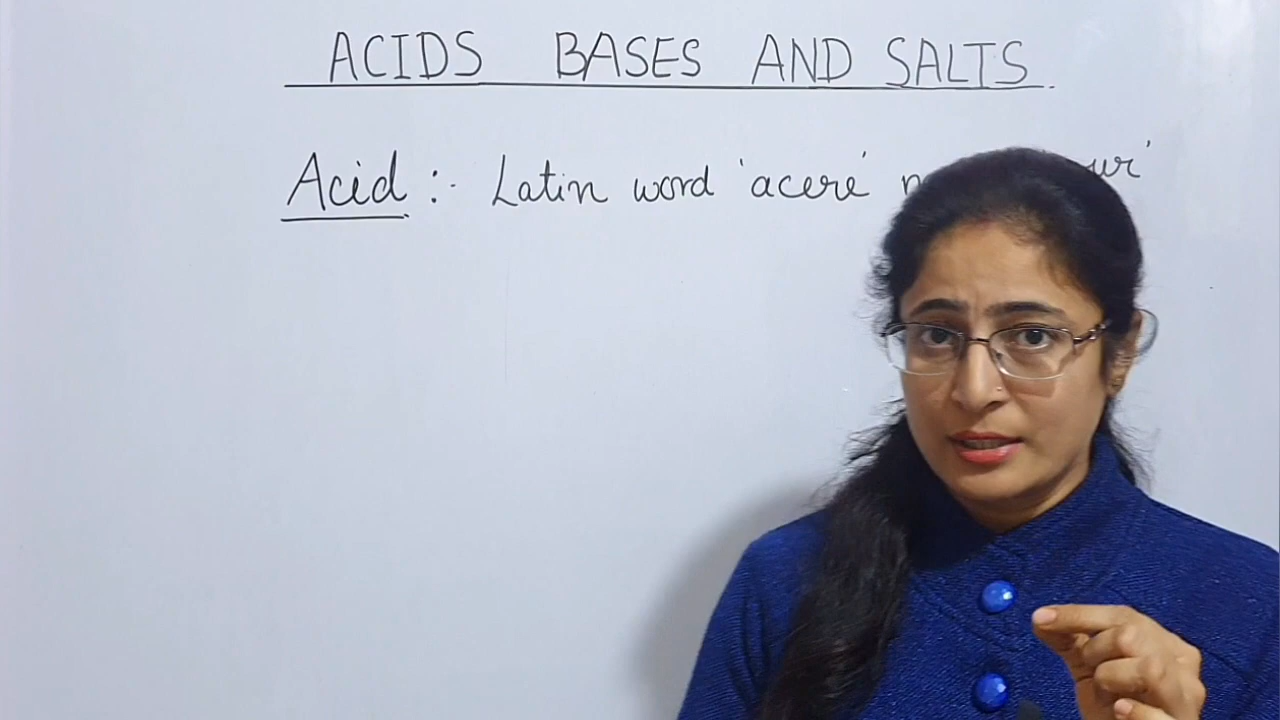 ACIDS BASES AND SALTS.
Acid :- Latin word 'acere'